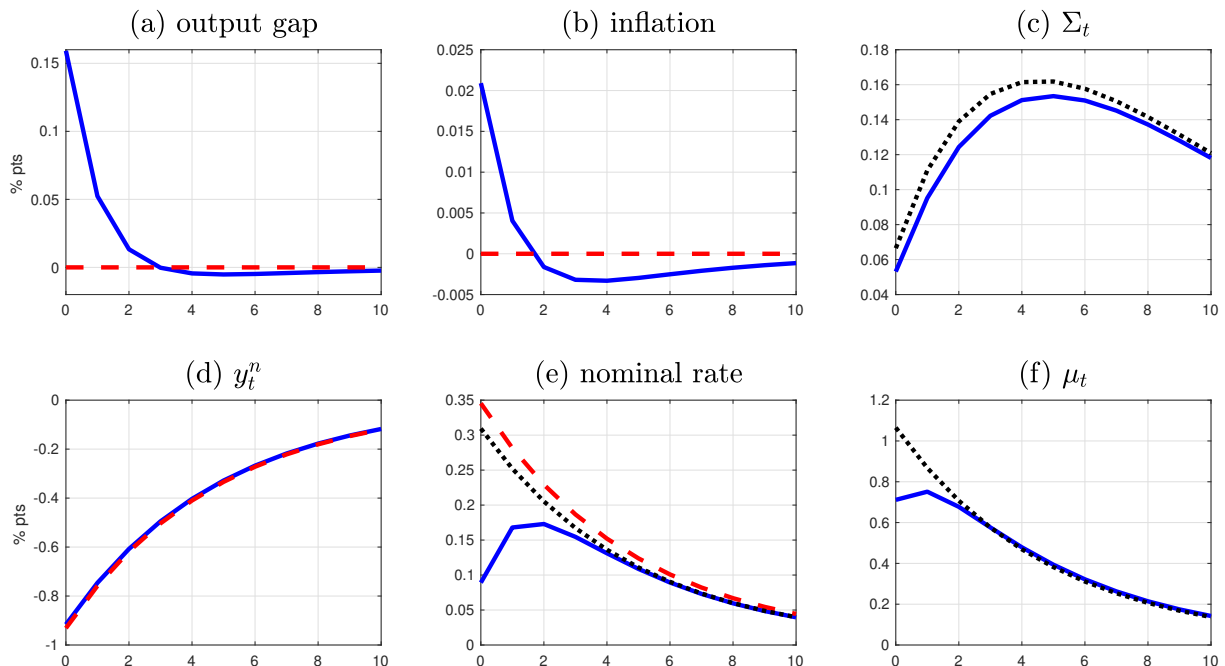 (a) output gap
(b) inflation
(c) Σt
% pts
0.15
0.1
0.05
0
0 2 4 6 8 10
0.025
0.02
0.015
0.01
0.005
0
-0.005
0 2 4 6 8 10
0.18
0.16
0.14
0.12
0.1
0.08
0.06
0.04
0 2 4 6 8 10
(d) yₜⁿ
(e) nominal rate
(f) μt
% pts
0
-0.2
-0.4
-0.6
-0.8
-1
0 2 4 6 8 10
0.35
0.3
0.25
0.2
0.15
0.1
0.05
0
0 2 4 6 8 10
1.2
1
0.8
0.6
0.4
0.2
0
0 2 4 6 8 10